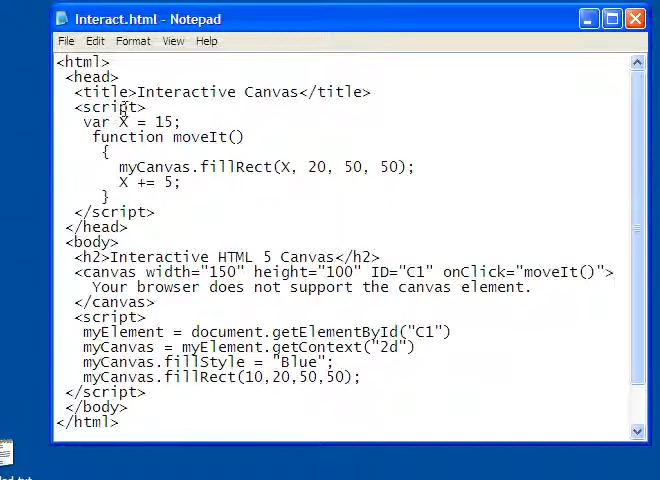 Interact.html - Notepad
File Edit Format View Help
<html>
<head>
<title>Interactive Canvas</title>
<script>
var X = 15;
function moveIt()
{
myCanvas.fillRect(X, 20, 50, 50);
X += 5;
}
</script>
</head>
<body>
<h2>Interactive HTML 5 Canvas</h2>
<canvas width="150" height="100" ID="C1" onClick="moveIt()">
Your browser does not support the canvas element.
</canvas>
<script>
myElement = document.getElementById("C1")
myCanvas = myElement.getContext("2d")
myCanvas.fillStyle = "Blue";
myCanvas.fillRect(10,20,50,50);
</script>
</body>
</html>